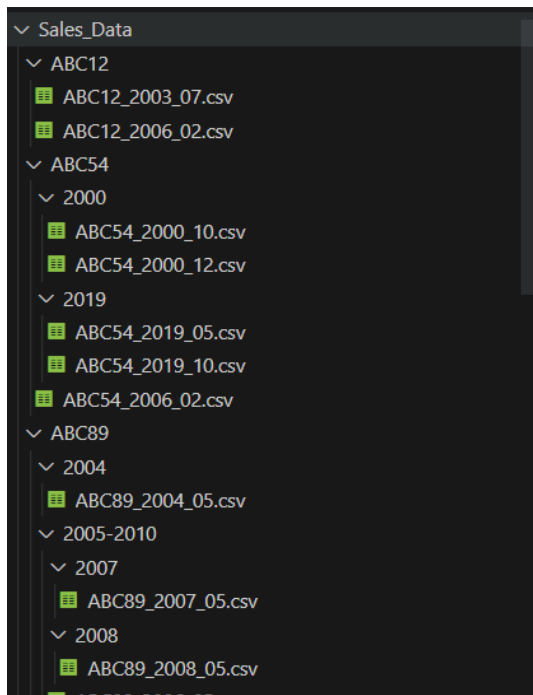 Sales_Data
ABC12
ABC12_2003_07.csv
ABC12_2006_02.csv
ABC54
2000
ABC54_2000_10.csv
ABC54_2000_12.csv
2019
ABC54_2019_05.csv
ABC54_2019_10.csv
ABC54_2006_02.csv
ABC89
2004
ABC89_2004_05.csv
2005-2010
2007
ABC89_2007_05.csv
2008
ABC89_2008_05.csv